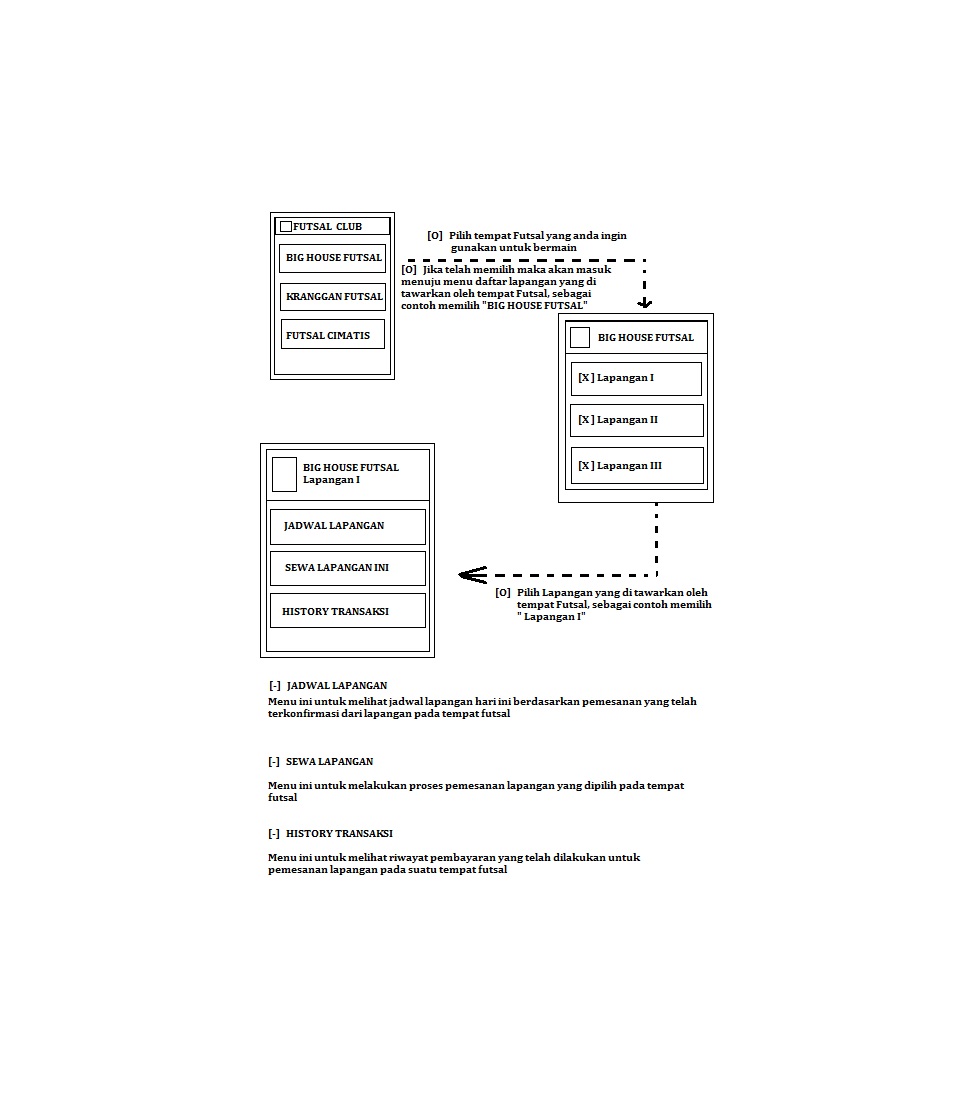 FUTSAL CLUB
BIG HOUSE FUTSAL
KRANGGAN FUTSAL
FUTSAL CIMATIS
[O] Pilih tempat Futsal yang anda ingin
gunakan untuk bermain
[O] Jika telah memilih maka akan masuk
menuju menu daftar lapangan yang di
tawarkan oleh tempat Futsal, sebagai
contoh memilih "BIG HOUSE FUTSAL"
BIG HOUSE FUTSAL
[X] Lapangan I
[X] Lapangan II
[X] Lapangan III
[O] Pilih Lapangan yang di tawarkan oleh
tempat Futsal, sebagai contoh memilih
" Lapangan I"
BIG HOUSE FUTSAL
Lapangan I
JADWAL LAPANGAN
SEWA LAPANGAN INI
HISTORY TRANSAKSI
[-] JADWAL LAPANGAN
Menu ini untuk melihat jadwal lapangan hari ini berdasarkan pemesanan yang telah
terkonfirmasi dari lapangan pada tempat futsal
[-] SEWA LAPANGAN
Menu ini untuk melakukan proses pemesanan lapangan yang dipilih pada tempat
futsal
[-] HISTORY TRANSAKSI
Menu ini untuk melihat riwayat pembayaran yang telah dilakukan untuk
pemesanan lapangan pada suatu tempat futsal